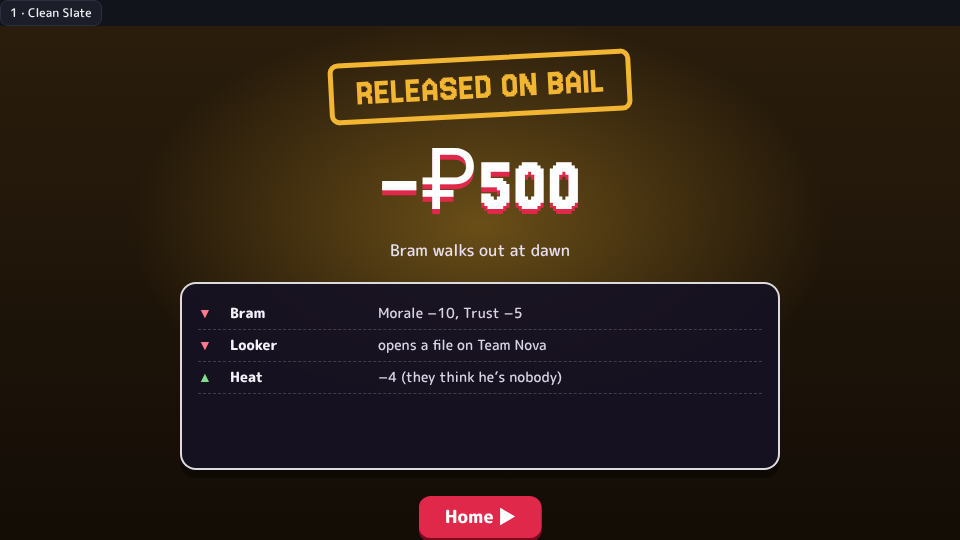 1 · Clean Slate
RELEASED ON BAIL
−₽500
Bram walks out at dawn
▼ Bram Morale −10, Trust −5
▼ Looker opens a file on Team Nova
▲ Heat −4 (they think he’s nobody)
Home ▶